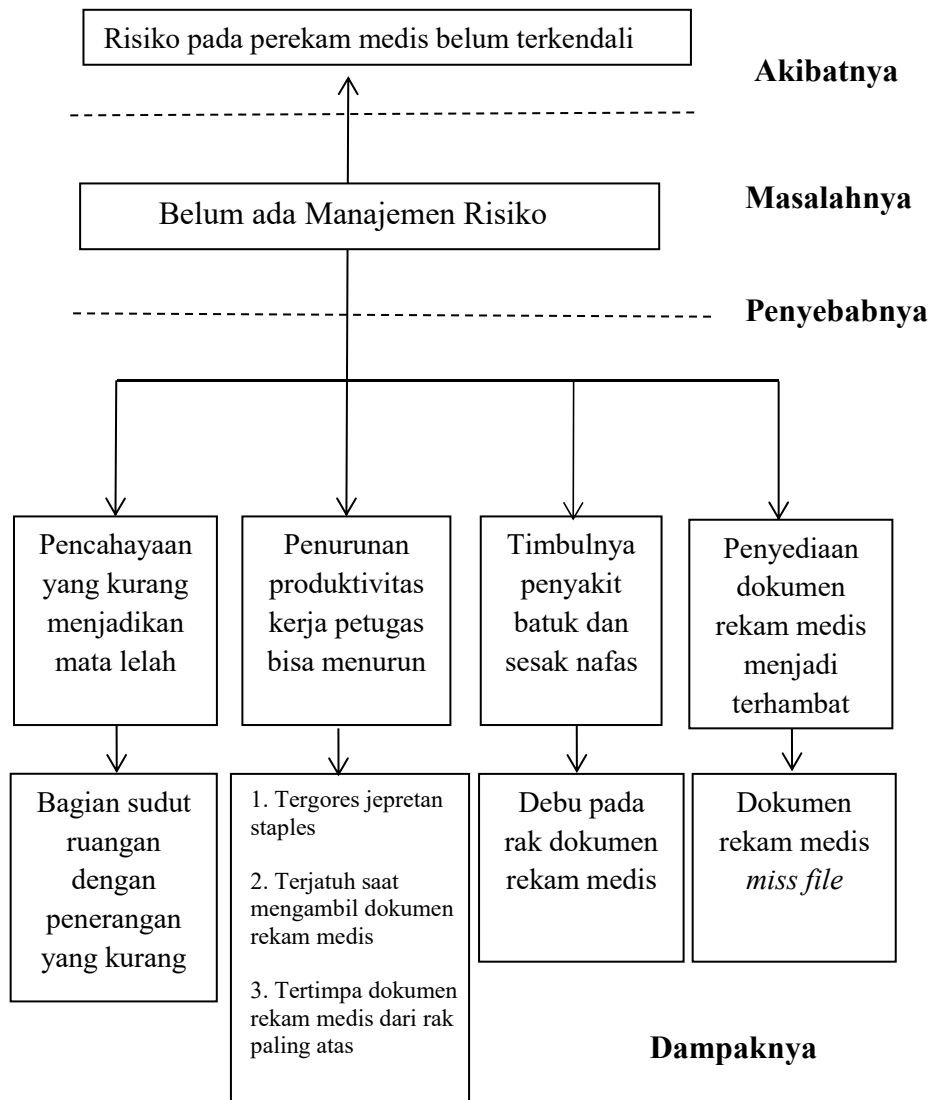 Risiko pada perekam medis belum terkendali
Akibatnya
Belum ada Manajemen Risiko
Masalahnya
Penyebabnya
Pencahayaan
yang kurang
menjadikan
mata lelah
Penurunan
produktivitas
kerja petugas
bisa menurun
Timbulnya
penyakit
batuk dan
sesak nafas
Penyediaan
dokumen
rekam medis
menjadi
terhambat
Bagian sudut
ruangan
dengan
penerangan
yang kurang
1. Tergores jepretan
staples
2. Terjatuh saat
mengambil dokumen
rekam medis
3. Tertimpa dokumen
rekam medis dari rak
paling atas
Debu pada
rak dokumen
rekam medis
Dokumen
rekam medis
miss file
Dampaknya